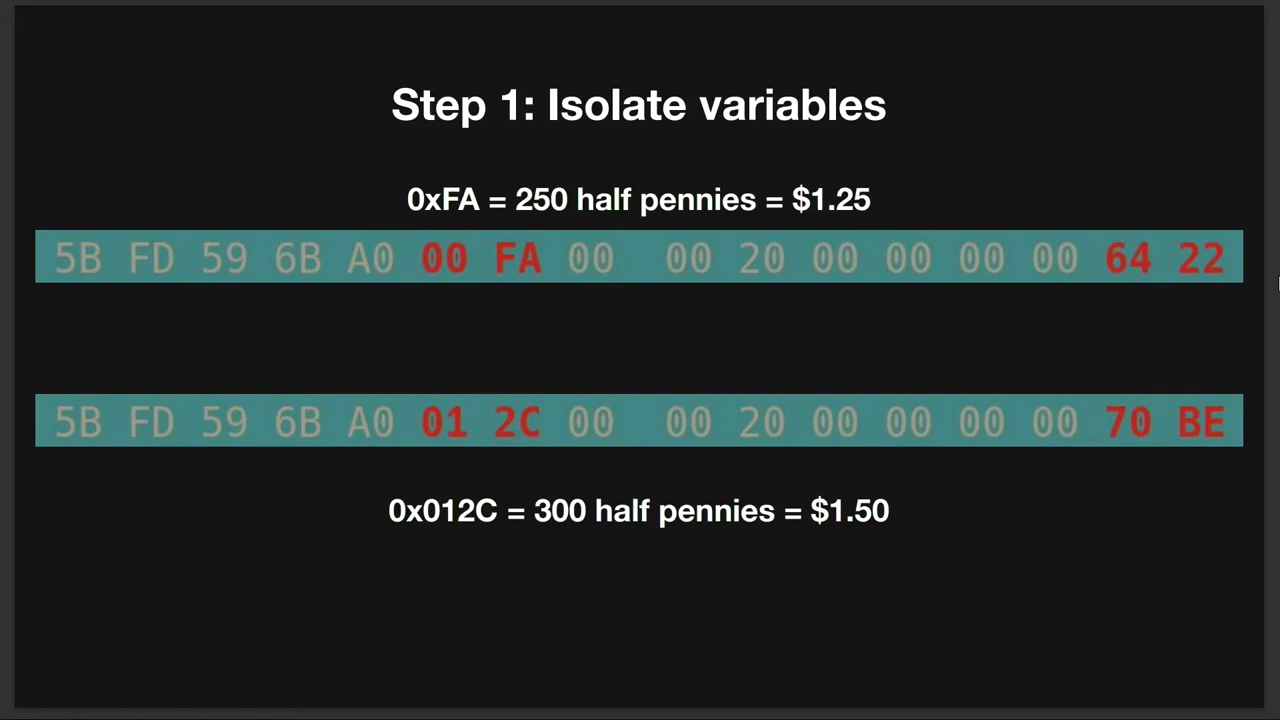 Step 1: Isolate variables
0xFA = 250 half pennies = $1.25
5B FD 59 6B A0 00 FA 00 00 20 00 00 00 00 64 22
5B FD 59 6B A0 01 2C 00 00 20 00 00 00 00 70 BE
0x012C = 300 half pennies = $1.50